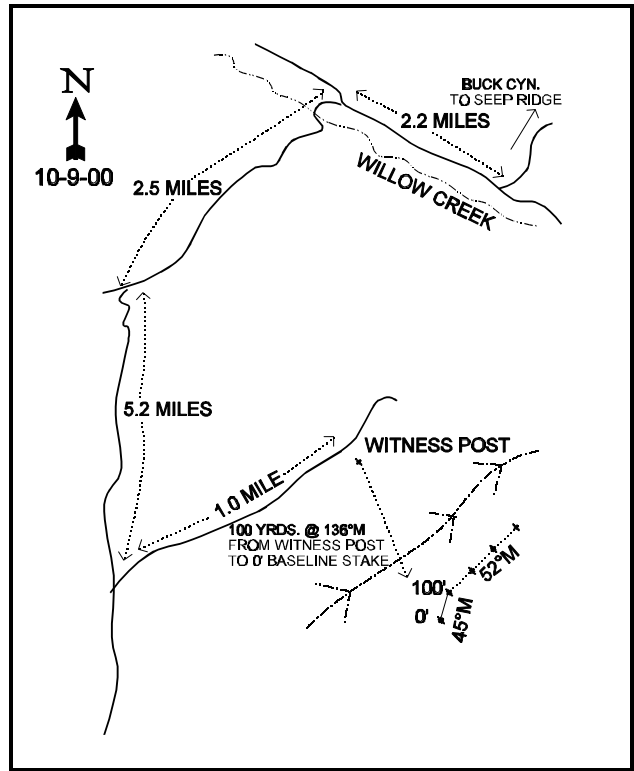 N
10-9-00
BUCK CYN.
TO SEEP RIDGE
2.2 MILES
2.5 MILES
WILLOW CREEK
5.2 MILES
WITNESS POST
1.0 MILE
100 YRDS. @ 136°M
FROM WITNESS POST
TO 0' BASELINE STAKE
52°M
100'
0'
45°M